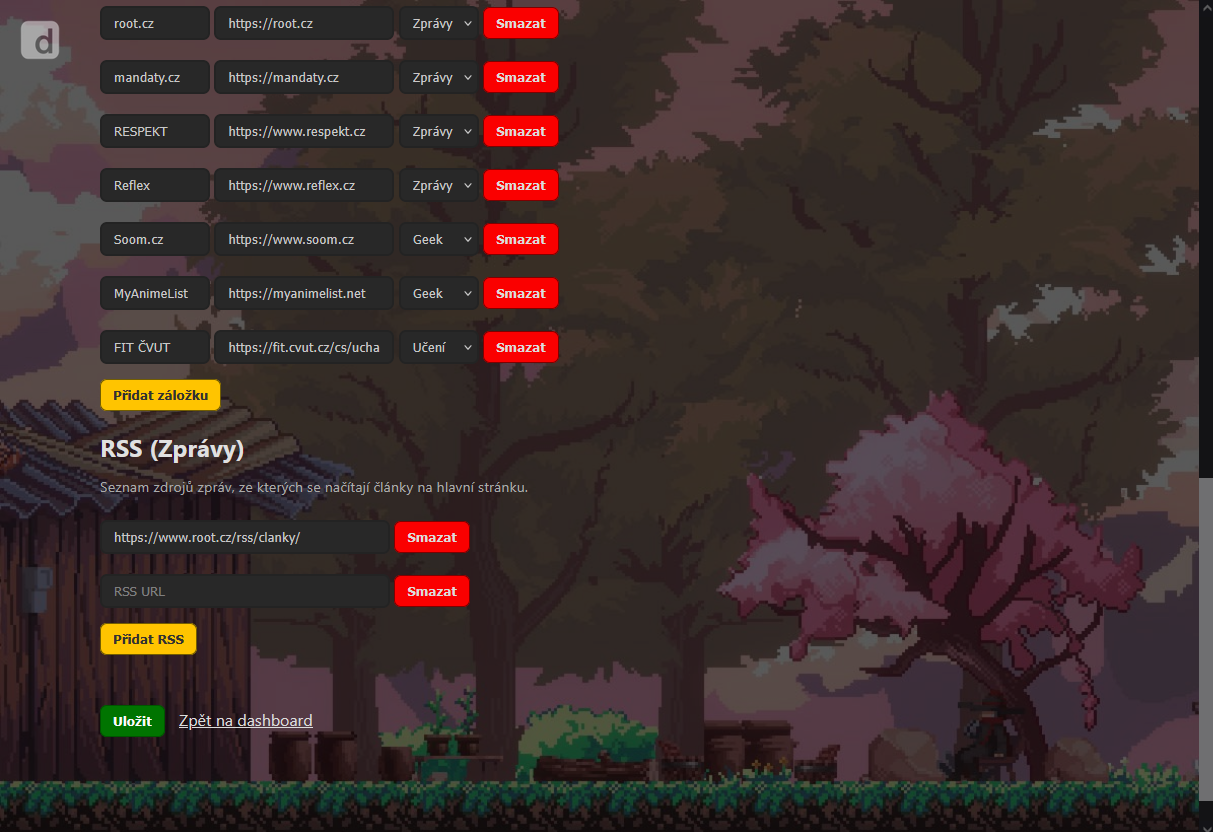 d
root.cz https://root.cz Zprávy Smazat
mandaty.cz https://mandaty.cz Zprávy Smazat
RESPEKT https://www.respekt.cz Zprávy Smazat
Reflex https://www.reflex.cz Zprávy Smazat
Soom.cz https://www.soom.cz Geek Smazat
MyAnimeList https://myanimelist.net Geek Smazat
FIT ČVUT https://fit.cvut.cz/cs/ucha Učení Smazat
Přidat záložku
RSS (Zprávy)
Seznam zdrojů zpráv, ze kterých se načítají články na hlavní stránku.
https://www.root.cz/rss/clanky/ Smazat
RSS URL Smazat
Přidat RSS
Uložit Zpět na dashboard